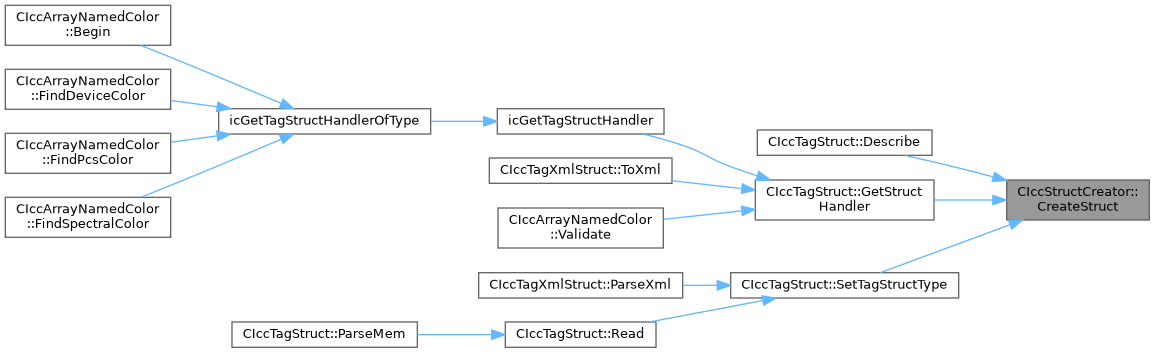 CIccArrayNamedColor
::Begin
CIccArrayNamedColor
::FindDeviceColor
CIccArrayNamedColor
::FindPcsColor
CIccArrayNamedColor
::FindSpectralColor
icGetTagStructHandlerOfType
icGetTagStructHandler
CIccTagXmlStruct::ToXml
CIccArrayNamedColor
::Validate
CIccTagStruct::Describe
CIccTagStruct::GetStruct
Handler
CIccStructCreator::
CreateStruct
CIccTagXmlStruct::ParseXml
CIccTagStruct::SetTagStructType
CIccTagStruct::ParseMem
CIccTagStruct::Read